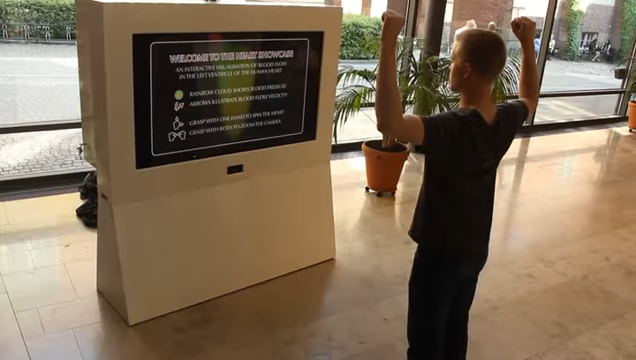 WELCOME TO THE HEART SHOWCASE
AN INTERACTIVE VISUALISATION OF BLOOD FLOW
IN THE LEFT VENTRICLE OF THE HUMAN HEART
RAINBOW CLOUD SHOWS BLOOD PRESSURE
ARROWS ILLUSTRATE BLOOD FLOW VELOCITY
GRASP WITH ONE HAND TO SPIN THE HEART
GRASP WITH BOTH TO ZOOM THE CAMERA